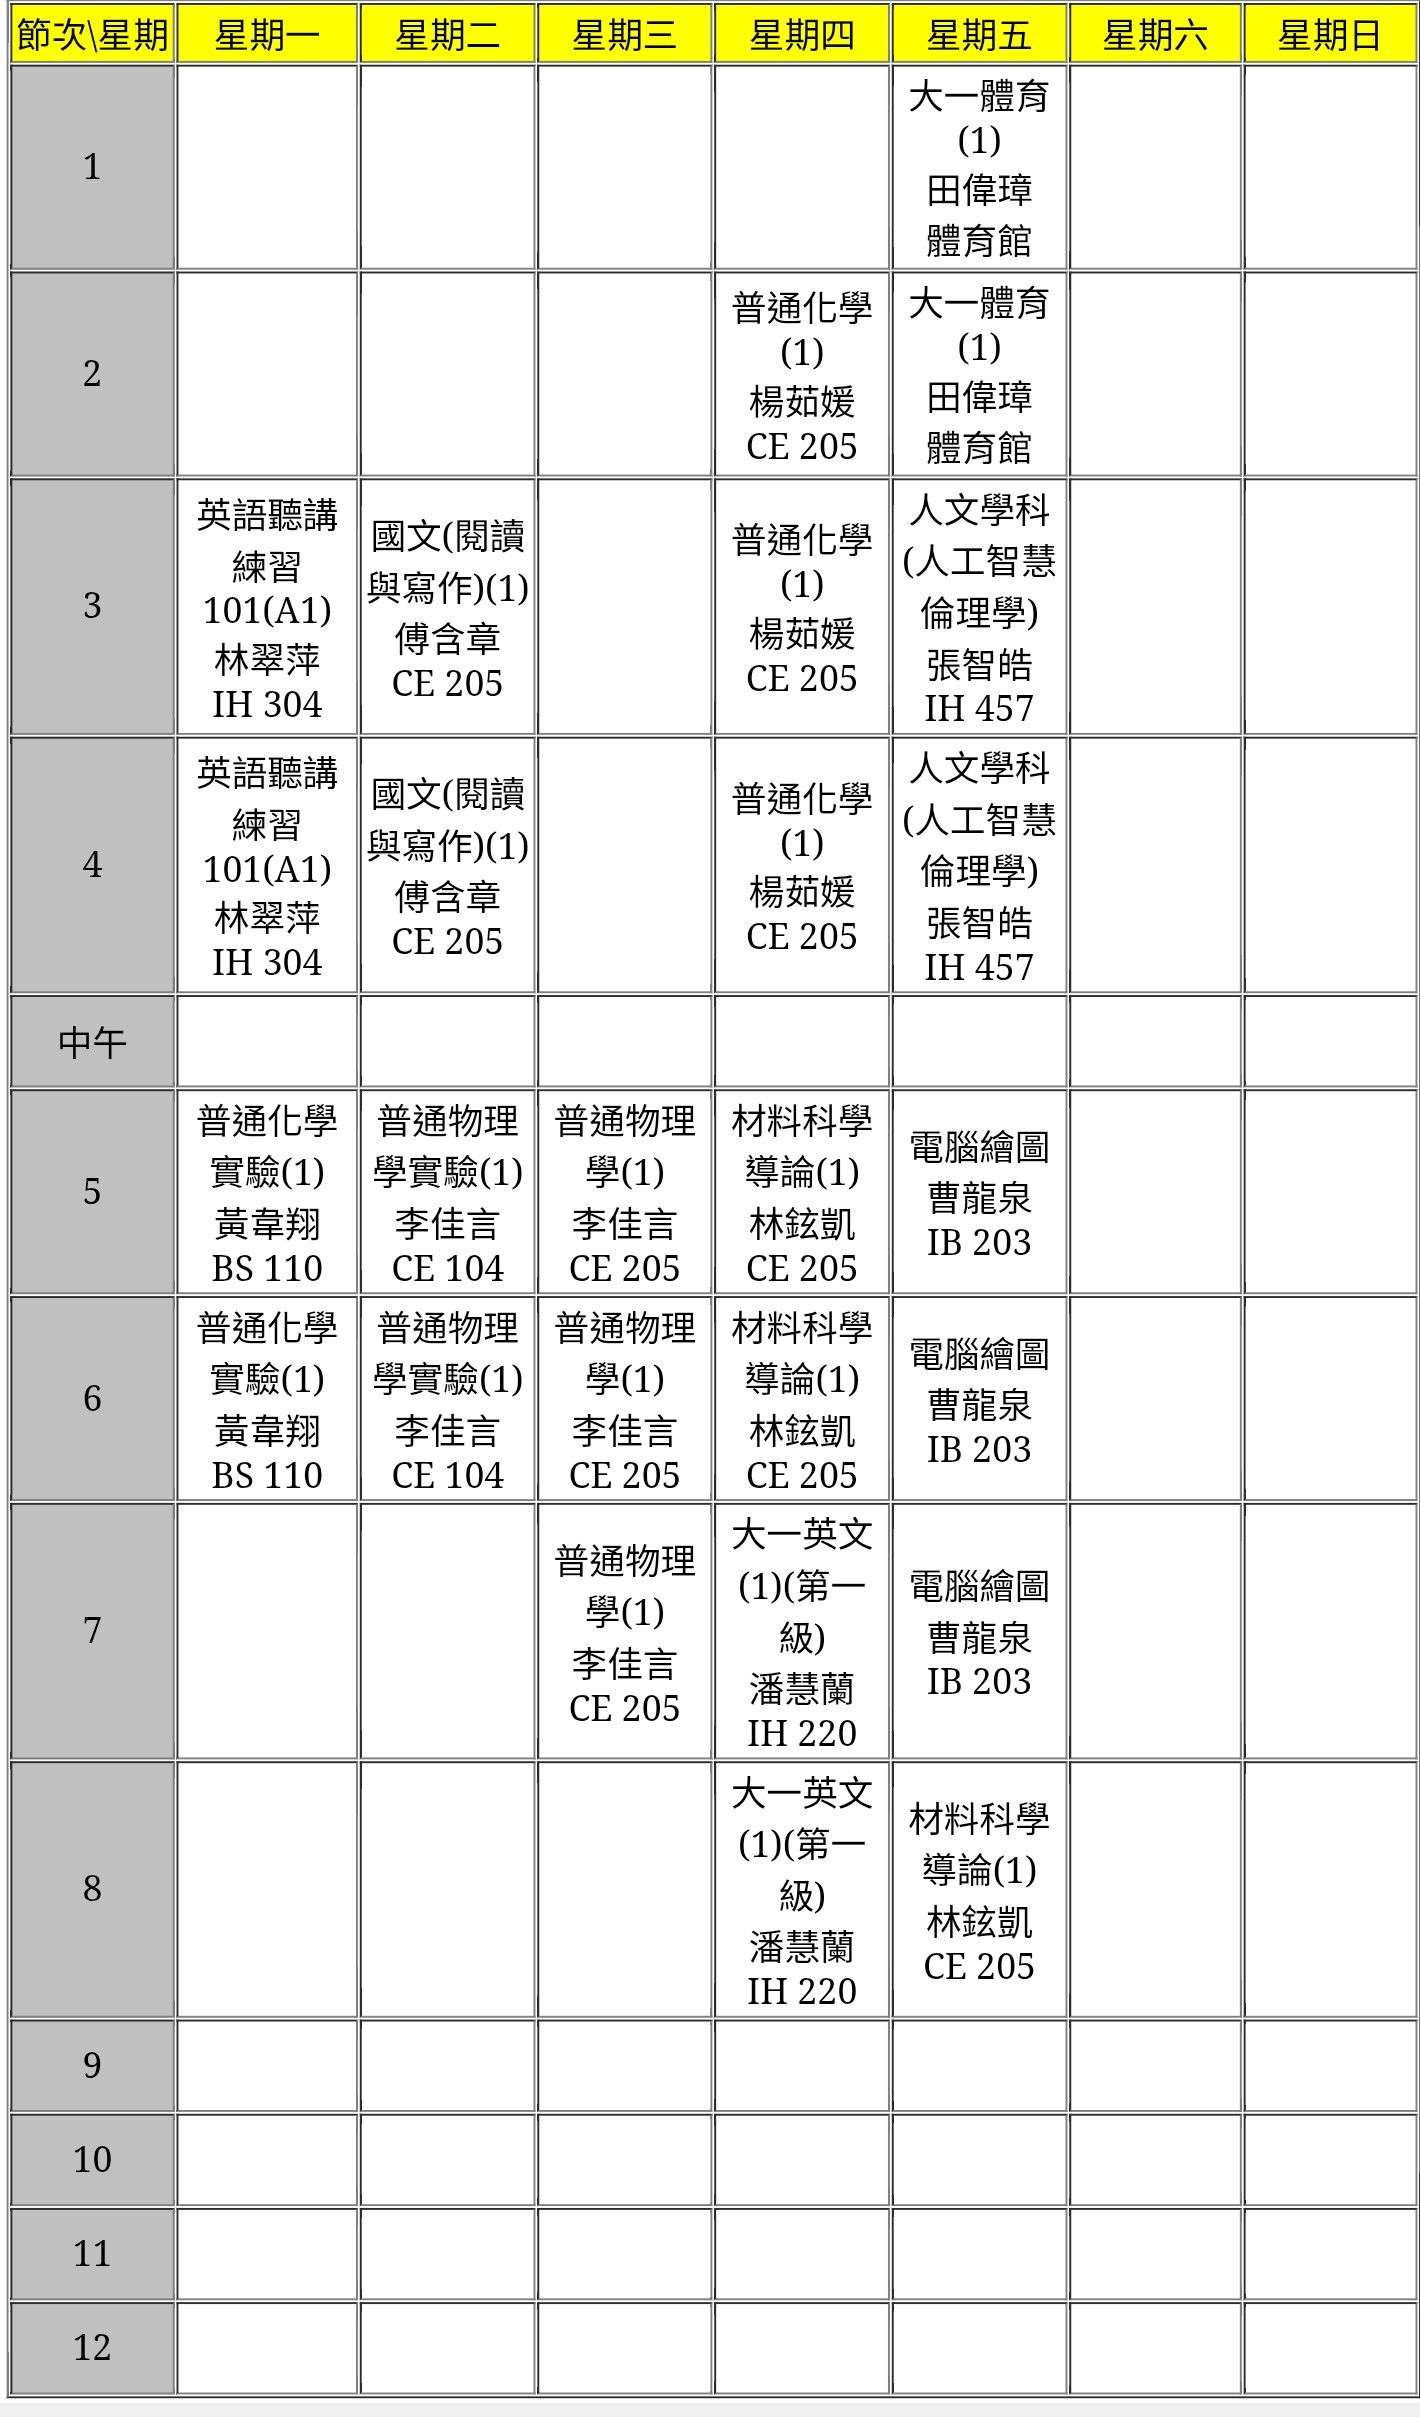 節次\星期 星期一 星期二 星期三 星期四 星期五 星期六 星期日
1
大一體育
(1)
田偉璋
體育館
2
普通化學
(1)
楊茹媛
CE 205
大一體育
(1)
田偉璋
體育館
3
英語聽講
練習
101(A1)
林翠萍
IH 304
國文(閱讀
與寫作)(1)
傅含章
CE 205
普通化學
(1)
楊茹媛
CE 205
人文學科
(人工智慧
倫理學)
張智皓
IH 457
4
英語聽講
練習
101(A1)
林翠萍
IH 304
國文(閱讀
與寫作)(1)
傅含章
CE 205
普通化學
(1)
楊茹媛
CE 205
人文學科
(人工智慧
倫理學)
張智皓
IH 457
中午
5
普通化學
實驗(1)
黃韋翔
BS 110
普通物理
學實驗(1)
李佳言
CE 104
普通物理
學(1)
李佳言
CE 205
材料科學
導論(1)
林鉉凱
CE 205
電腦繪圖
曹龍泉
IB 203
6
普通化學
實驗(1)
黃韋翔
BS 110
普通物理
學實驗(1)
李佳言
CE 104
普通物理
學(1)
李佳言
CE 205
材料科學
導論(1)
林鉉凱
CE 205
電腦繪圖
曹龍泉
IB 203
7
普通物理
學(1)
李佳言
CE 205
大一英文
(1)(第一
級)
潘慧蘭
IH 220
電腦繪圖
曹龍泉
IB 203
8
大一英文
(1)(第一
級)
潘慧蘭
IH 220
材料科學
導論(1)
林鉉凱
CE 205
9
10
11
12